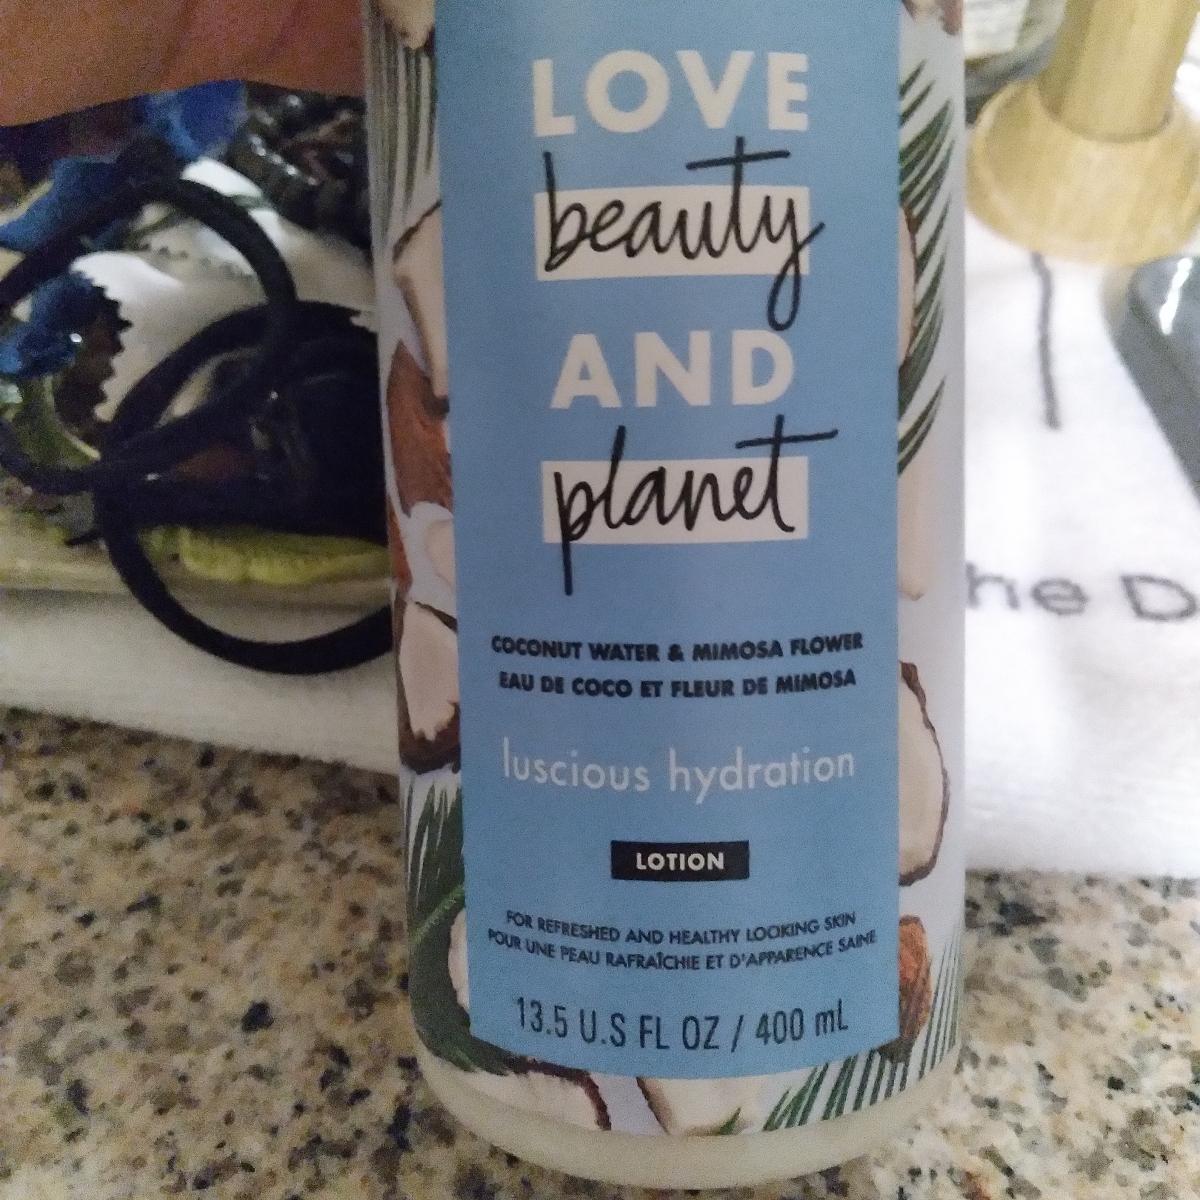 LOVE
beauty
AND
planet
COCONUT WATER & MIMOSA FLOWER
EAU DE COCO ET FLEUR DE MIMOSA
luscious hydration
LOTION
FOR REFRESHED AND HEALTHY LOOKING SKIN
POUR UNE PEAU RAFRAÎCHIE ET D'APPARENCE SAINE
13.5 U.S FL OZ / 400 mL
he D